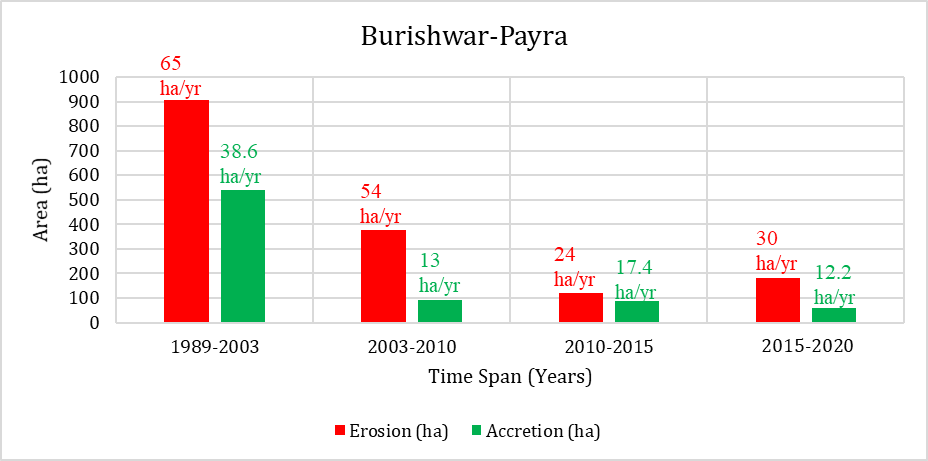 Burishwar-Payra
65
ha/yr
38.6
ha/yr
54
ha/yr
13
ha/yr
24
ha/yr
17.4
ha/yr
30
ha/yr
12.2
ha/yr
1000
900
800
700
600
500
400
300
200
100
0
Area (ha)
1989-2003
2003-2010
2010-2015
2015-2020
Time Span (Years)
Erosion (ha)
Accretion (ha)